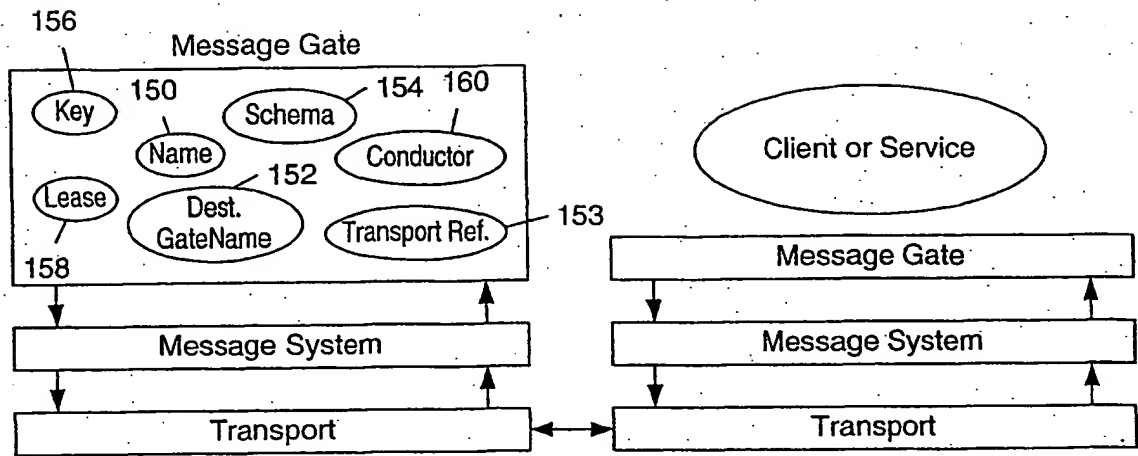 156
Message Gate
150
154
160
Key
Schema
Name
Conductor
Client or Service
Lease
152
Dest.
GateName
Transport Ref.
153
158
Message Gate
Message System
Message System
Transport
Transport